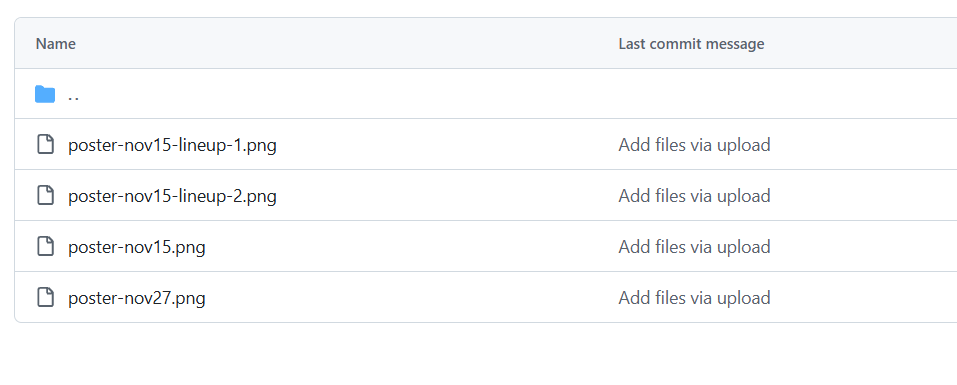 Name Last commit message
..
poster-nov15-lineup-1.png Add files via upload
poster-nov15-lineup-2.png Add files via upload
poster-nov15.png Add files via upload
poster-nov27.png Add files via upload